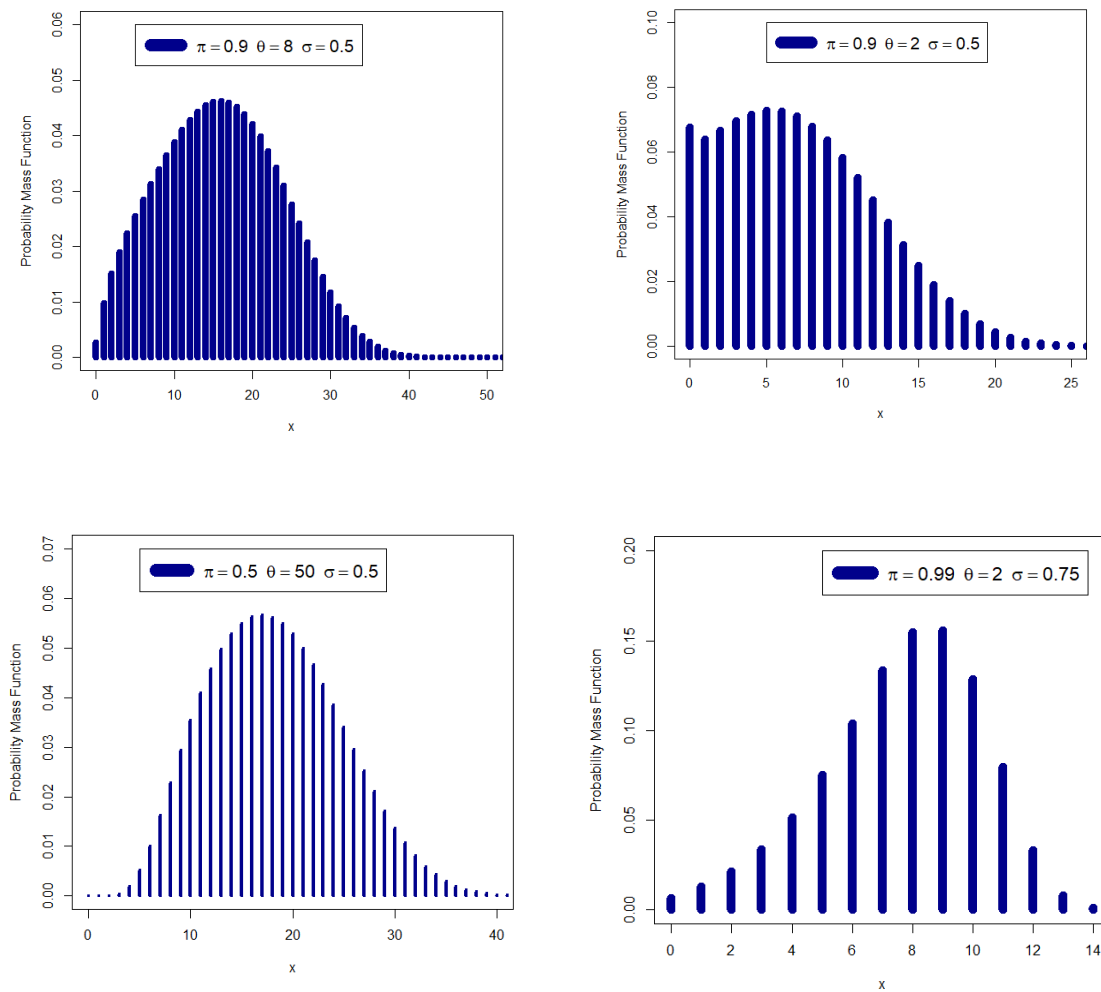 π = 0.9 θ = 8 σ = 0.5
Probability Mass Function
0.00 0.01 0.02 0.03 0.04 0.05 0.06
0 10 20 30 40 50
x
π = 0.9 θ = 2 σ = 0.5
Probability Mass Function
0.00 0.02 0.04 0.06 0.08 0.10
0 5 10 15 20 25
x
π = 0.5 θ = 50 σ = 0.5
Probability Mass Function
0.00 0.01 0.02 0.03 0.04 0.05 0.06 0.07
0 10 20 30 40
x
π = 0.99 θ = 2 σ = 0.75
Probability Mass Function
0.00 0.05 0.10 0.15 0.20
0 2 4 6 8 10 12 14
x